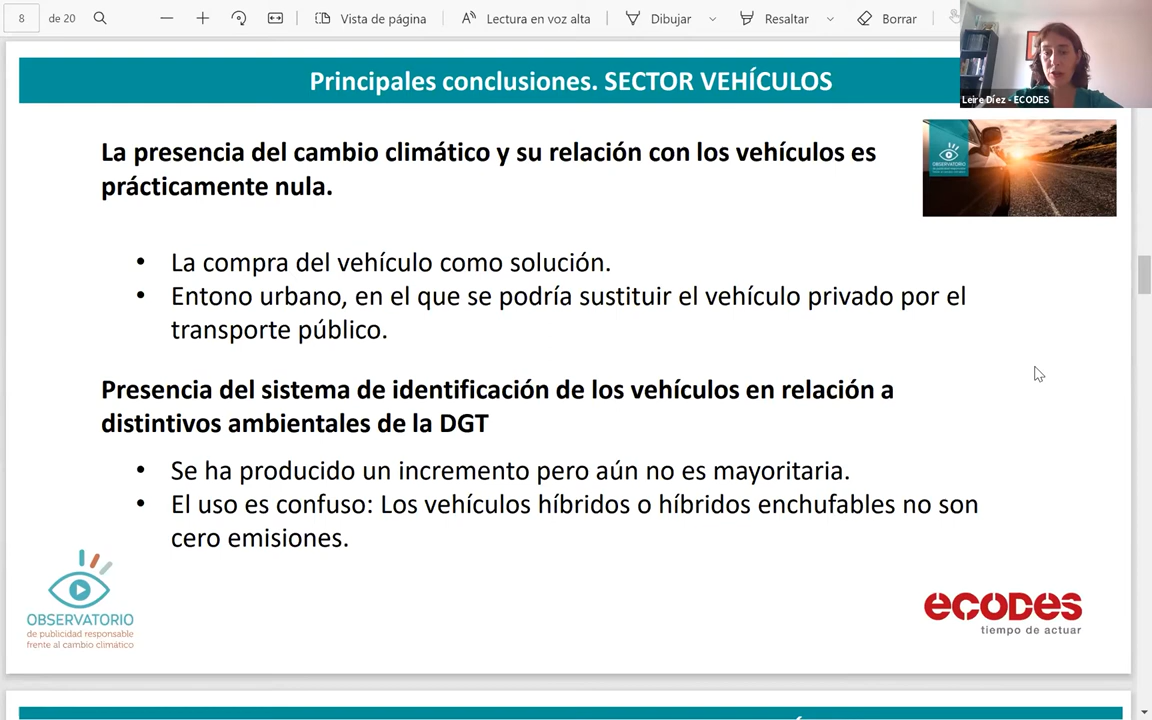 8 de 20 Vista de página Lectura en voz alta Dibujar Resaltar Borrar
Leire Díez - ECODES
Principales conclusiones. SECTOR VEHÍCULOS
La presencia del cambio climático y su relación con los vehículos es
prácticamente nula.
OBSERVATORIO
• La compra del vehículo como solución.
• Entono urbano, en el que se podría sustituir el vehículo privado por el
transporte público.
Presencia del sistema de identificación de los vehículos en relación a
distintivos ambientales de la DGT
• Se ha producido un incremento pero aún no es mayoritaria.
• El uso es confuso: Los vehículos híbridos o híbridos enchufables no son
cero emisiones.
OBSERVATORIO
de publicidad responsable
frente al cambio climático
ecodes
tiempo de actuar